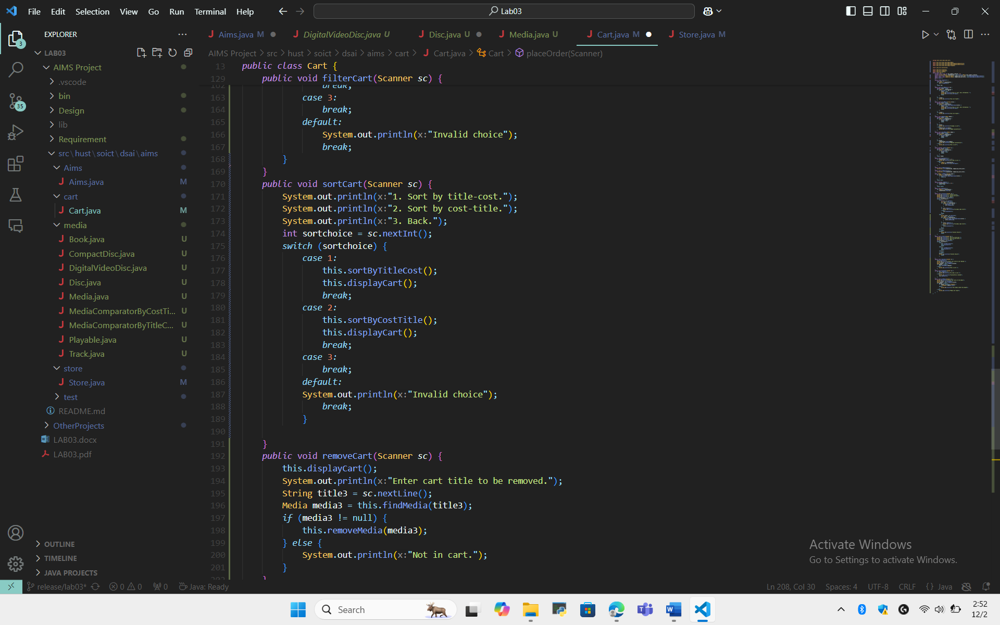 File Edit Selection View Go Run Terminal Help
Lab03
EXPLORER
Aims.java M
DigitalVideoDisc.java U
Disc.java U
Media.java U
Cart.java M
Store.java M
AIMS Project > src > hust > soict > dsai > aims > cart > Cart.java > Cart > placeOrder(Scanner)
LAB03
AIMS Project
.vscode
bin
Design
lib
Requirement
src\hust\soict\dsai\aims
Aims
Aims.java M
cart
Cart.java M
media
Book.java U
CompactDisc.java U
DigitalVideoDisc.java U
Disc.java U
Media.java U
MediaComparatorByCostTi... U
MediaComparatorByTitleC... U
Playable.java U
Track.java U
store
Store.java M
test
README.md
OtherProjects
LAB03.docx
LAB03.pdf
OUTLINE
TIMELINE
JAVA PROJECTS
3
35
13 public class Cart {
129 public void filterCart(Scanner sc) {
162 break;
163 case 3:
164 break;
165 default:
166 System.out.println(x:"Invalid choice");
167 break;
168 }
169 }
170 public void sortCart(Scanner sc) {
171 System.out.println(x:"1. Sort by title-cost.");
172 System.out.println(x:"2. Sort by cost-title.");
173 System.out.println(x:"3. Back.");
174 int sortchoice = sc.nextInt();
175 switch (sortchoice) {
176 case 1:
177 this.sortByTitleCost();
178 this.displayCart();
179 break;
180 case 2:
181 this.sortByCostTitle();
182 this.displayCart();
183 break;
184 case 3:
185 break;
186 default:
187 System.out.println(x:"Invalid choice");
188 break;
189 }
190
191 }
192 public void removeCart(Scanner sc) {
193 this.displayCart();
194 System.out.println(x:"Enter cart title to be removed.");
195 String title3 = sc.nextLine();
196 Media media3 = this.findMedia(title3);
197 if (media3 != null) {
198 this.removeMedia(media3);
199 } else {
200 System.out.println(x:"Not in cart.");
201 }
202 }
Activate Windows
Go to Settings to activate Windows.
release/lab03* 0 0 0 Java: Ready
Ln 208, Col 30 Spaces: 4 UTF-8 CRLF {} Java
Search
2:52
12/2